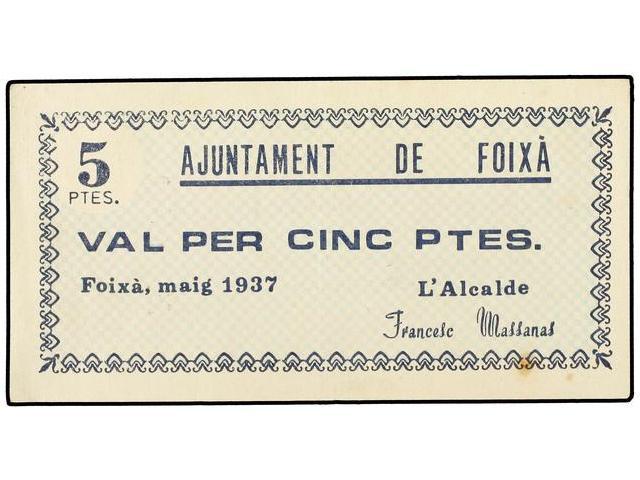 5
PTES.
AJUNTAMENT DE FOIXÀ
VAL PER CINC PTES.
Foixà, maig 1937
L'Alcalde
Francesc Massanas